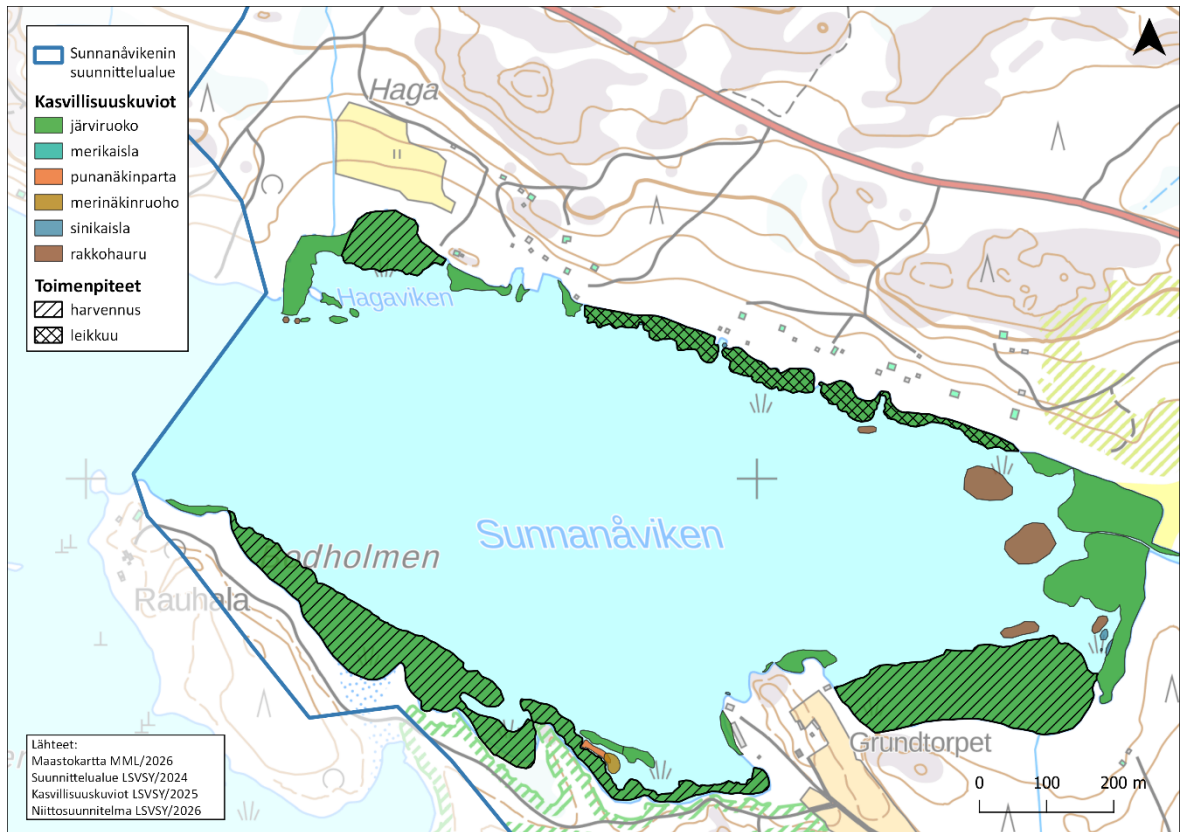 Sunnanåvikenin
suunnittelualue
Kasvillisuuskuviot
järviruoko
merikaisla
punanäkinparta
merinäkinruoho
sinikaisla
rakkohauru
Toimenpiteet
harvennus
leikkuu
Haga
Hagaviken
Sunnanåviken
odholmen
Rauhala
Grundtorpet
0 100 200 m
Lähteet:
Maastokartta MML/2026
Suunnittelualue LSVSY/2024
Kasvillisuuskuviot LSVSY/2025
Niittosuunnitelma LSVSY/2026